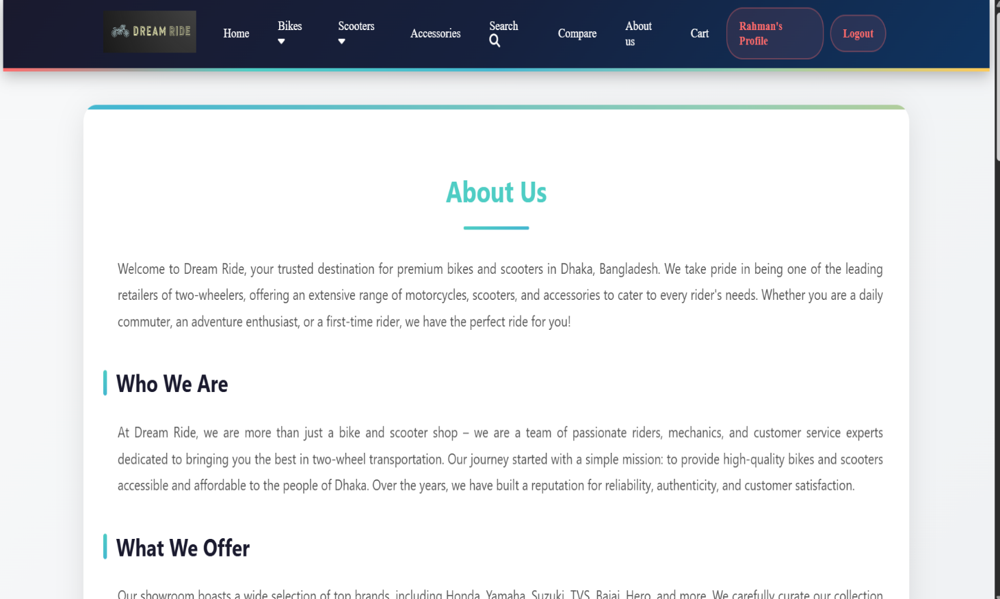 DREAM RIDE
Home
Bikes
Scooters
Accessories
Search
Compare
About
us
Cart
Rahman's
Profile
Logout
About Us
Welcome to Dream Ride, your trusted destination for premium bikes and scooters in Dhaka, Bangladesh. We take pride in being one of the leading
retailers of two-wheelers, offering an extensive range of motorcycles, scooters, and accessories to cater to every rider's needs. Whether you are a daily
commuter, an adventure enthusiast, or a first-time rider, we have the perfect ride for you!
Who We Are
At Dream Ride, we are more than just a bike and scooter shop – we are a team of passionate riders, mechanics, and customer service experts
dedicated to bringing you the best in two-wheel transportation. Our journey started with a simple mission: to provide high-quality bikes and scooters
accessible and affordable to the people of Dhaka. Over the years, we have built a reputation for reliability, authenticity, and customer satisfaction.
What We Offer
Our showroom boasts a wide selection of top brands, including Honda, Yamaha, Suzuki, TVS, Bajaj, Hero, and more. We carefully curate our collection